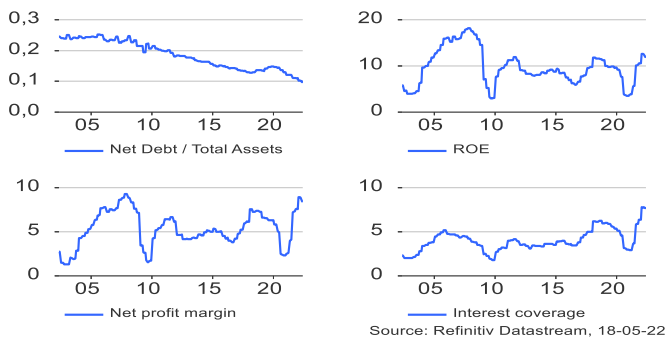 0,3
0,2
0,1
0,0
05 10 15 20
Net Debt / Total Assets
20
10
0
05 10 15 20
ROE
10
5
0
05 10 15 20
Net profit margin
10
5
0
05 10 15 20
Interest coverage
Source: Refinitiv Datastream, 18-05-22